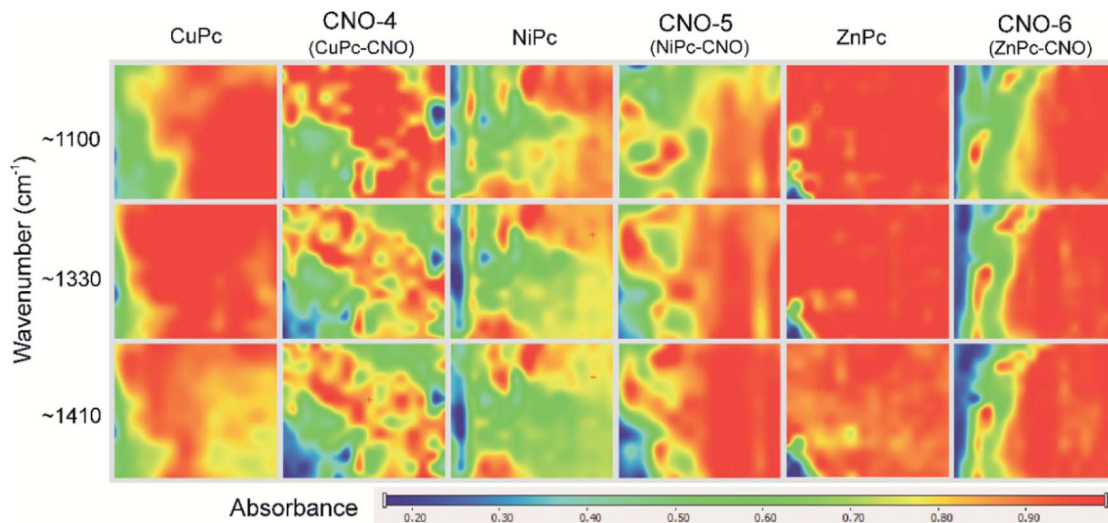 CuPc CNO-4 NiPc CNO-5 ZnPc CNO-6
(CuPc-CNO) (NiPc-CNO) (ZnPc-CNO)
Wavenumber (cm⁻¹)
~1100
~1330
~1410
Absorbance
0.20 0.30 0.40 0.50 0.60 0.70 0.80 0.90